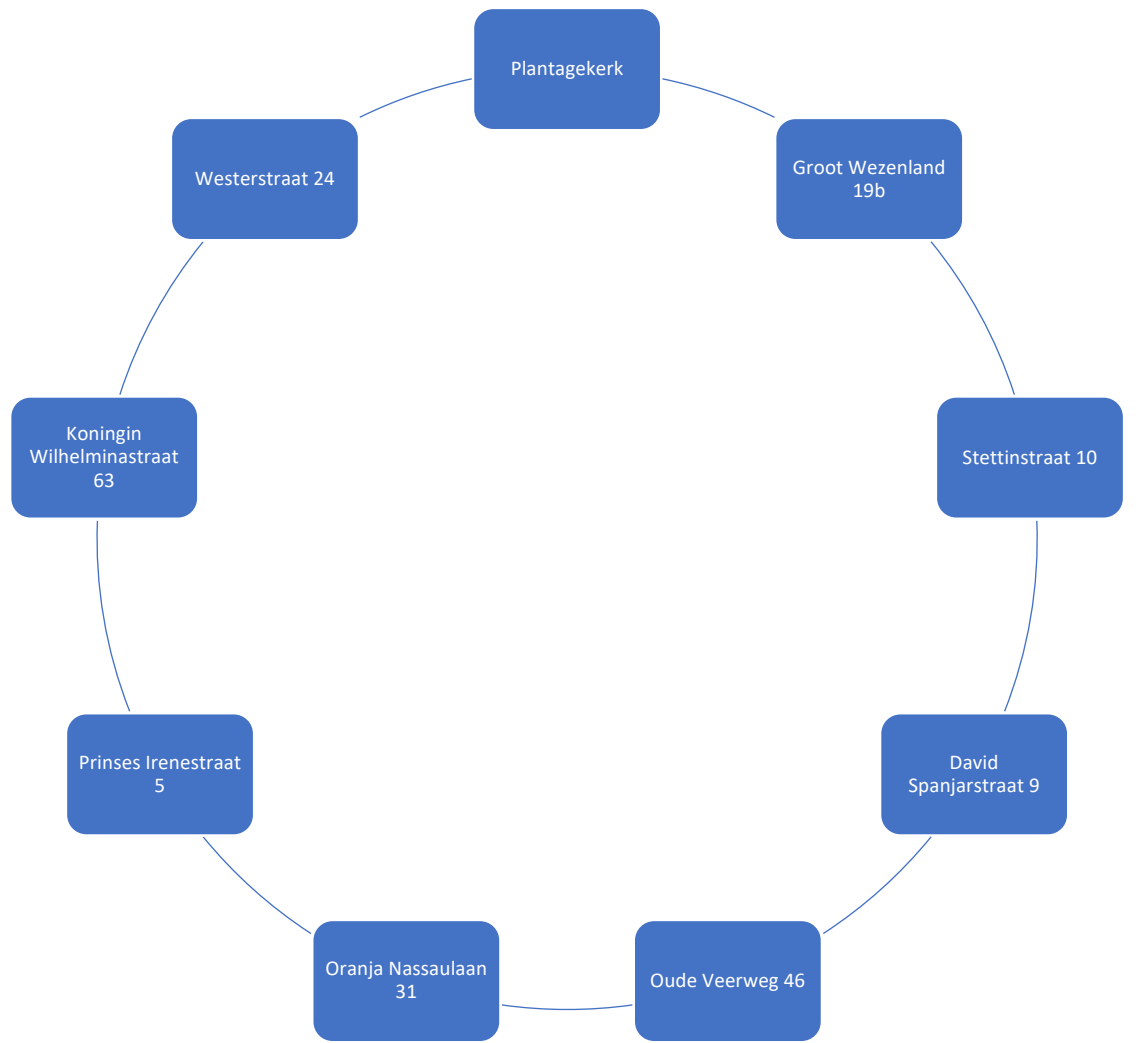 Plantagekerk
Groot Wezenland
19b
Stettinstraat 10
David
Spanjarstraat 9
Oude Veerweg 46
Oranja Nassaulaan
31
Prinses Irenestraat
5
Koningin
Wilhelminastraat
63
Westerstraat 24